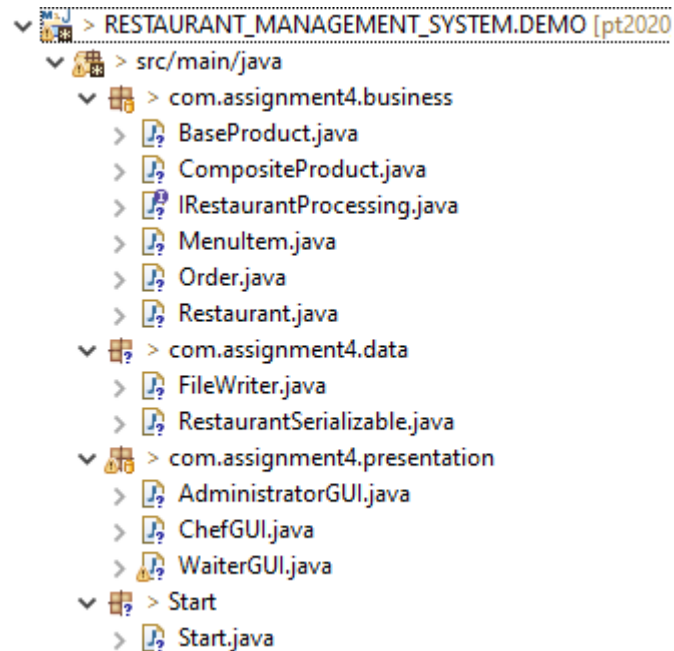 > RESTAURANT_MANAGEMENT_SYSTEM.DEMO [pt2020
> src/main/java
> com.assignment4.business
BaseProduct.java
CompositeProduct.java
IRestaurantProcessing.java
MenuItem.java
Order.java
Restaurant.java
> com.assignment4.data
FileWriter.java
RestaurantSerializable.java
> com.assignment4.presentation
AdministratorGUI.java
ChefGUI.java
WaiterGUI.java
> Start
Start.java